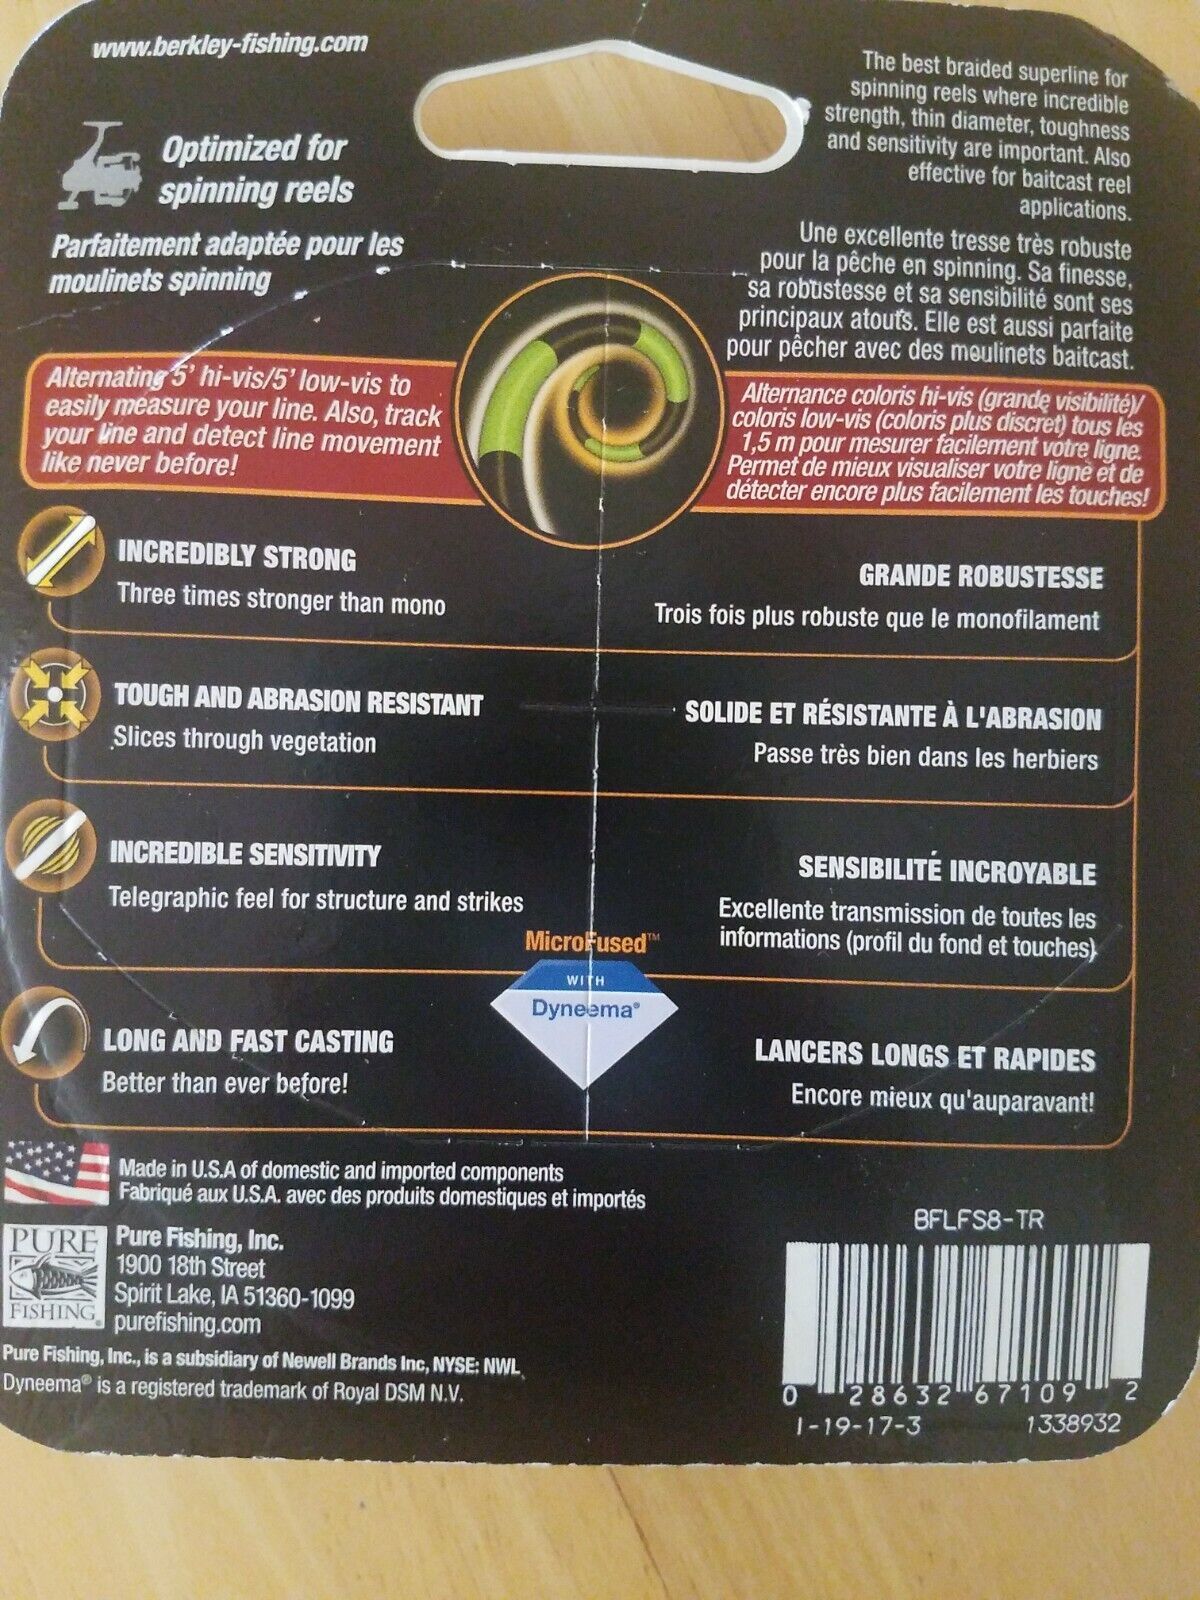 www.berkley-fishing.com
Optimized for
spinning reels
Parfaitement adaptée pour les
moulinets spinning
The best braided superline for
spinning reels where incredible
strength, thin diameter, toughness
and sensitivity are important. Also
effective for baitcast reel
applications.
Une excellente tresse très robuste
pour la pêche en spinning. Sa finesse,
sa robustesse et sa sensibilité sont ses
principaux atouts. Elle est aussi parfaite
pour pêcher avec des moulinets baitcast.
Alternating 5' hi-vis/5' low-vis to
easily measure your line. Also, track
your line and detect line movement
like never before!
Alternance coloris hi-vis (grande visibilité)/
coloris low-vis (coloris plus discret) tous les
1,5 m pour mesurer facilement votre ligne.
Permet de mieux visualiser votre ligne et de
détecter encore plus facilement les touches!
INCREDIBLY STRONG
Three times stronger than mono
GRANDE ROBUSTESSE
Trois fois plus robuste que le monofilament
TOUGH AND ABRASION RESISTANT
Slices through vegetation
SOLIDE ET RÉSISTANTE À L'ABRASION
Passe très bien dans les herbiers
INCREDIBLE SENSITIVITY
Telegraphic feel for structure and strikes
SENSIBILITÉ INCROYABLE
Excellente transmission de toutes les
informations (profil du fond et touches)
MicroFused™
WITH
Dyneema®
LONG AND FAST CASTING
Better than ever before!
LANCERS LONGS ET RAPIDES
Encore mieux qu'auparavant!
Made in U.S.A of domestic and imported components
Fabriqué aux U.S.A. avec des produits domestiques et importés
PURE
FISHING®
Pure Fishing, Inc.
1900 18th Street
Spirit Lake, IA 51360-1099
purefishing.com
Pure Fishing, Inc., is a subsidiary of Newell Brands Inc, NYSE: NWL
Dyneema® is a registered trademark of Royal DSM N.V.
BFLFS8-TR
0 28632 67109 2
1-19-17-3 1338932